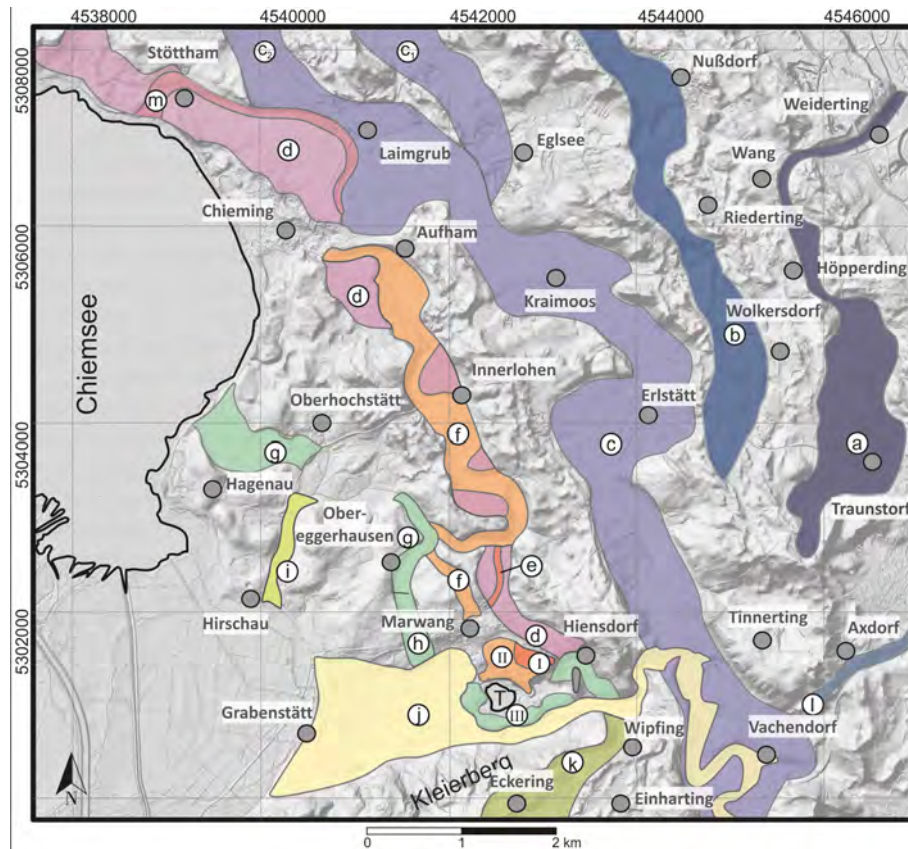 4538000 4540000 4542000 4544000 4546000
5308000
5306000
5304000
5302000
Stöttham
c₂
c₁
Nußdorf
m
Weiderting
d
Laimgrub
Eglsee
Wang
Chieming
Riederting
Aufham
Höpperding
d
Kraimoos
Wolkersdorf
b
Chiemsee
Innerlohen
Oberhochstätt
Erlstätt
f
c
a
g
Hagenau
Traunstorf
Ober-
eggerhausen
g
i
e
f
Hirschau
Marwang
Hiensdorf
Tinnerting
Axdorf
d
h
II
I
T
l
Grabenstätt
j
III
Wipfing
Vachendorf
Kleierberg
k
Eckering
Einharting
N
0 1 2 km